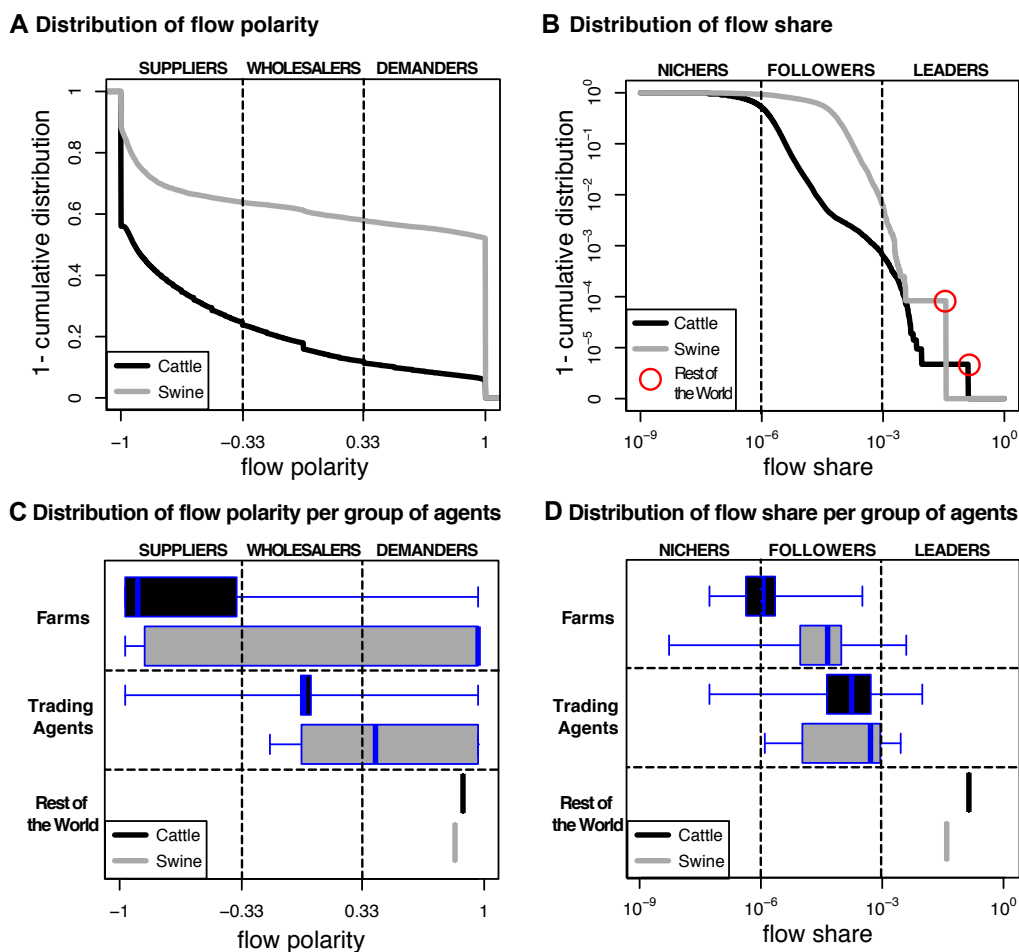 A Distribution of flow polarity
SUPPLIERS WHOLESALERS DEMANDERS
1- cumulative distribution
1
0.8
0.6
0.4
0.2
0
Cattle
Swine
−1 −0.33 0.33 1
flow polarity
B Distribution of flow share
NICHERS FOLLOWERS LEADERS
1- cumulative distribution
10^0
10^−1
10^−2
10^−3
10^−4
10^−5
0
Cattle
Swine
Rest of
the World
10^−9 10^−6 10^−3 10^0
flow share
C Distribution of flow polarity per group of agents
SUPPLIERS WHOLESALERS DEMANDERS
Farms
Trading
Agents
Rest of
the World
Cattle
Swine
−1 −0.33 0.33 1
flow polarity
D Distribution of flow share per group of agents
NICHERS FOLLOWERS LEADERS
Farms
Trading
Agents
Rest of
the World
Cattle
Swine
10^−9 10^−6 10^−3 10^0
flow share